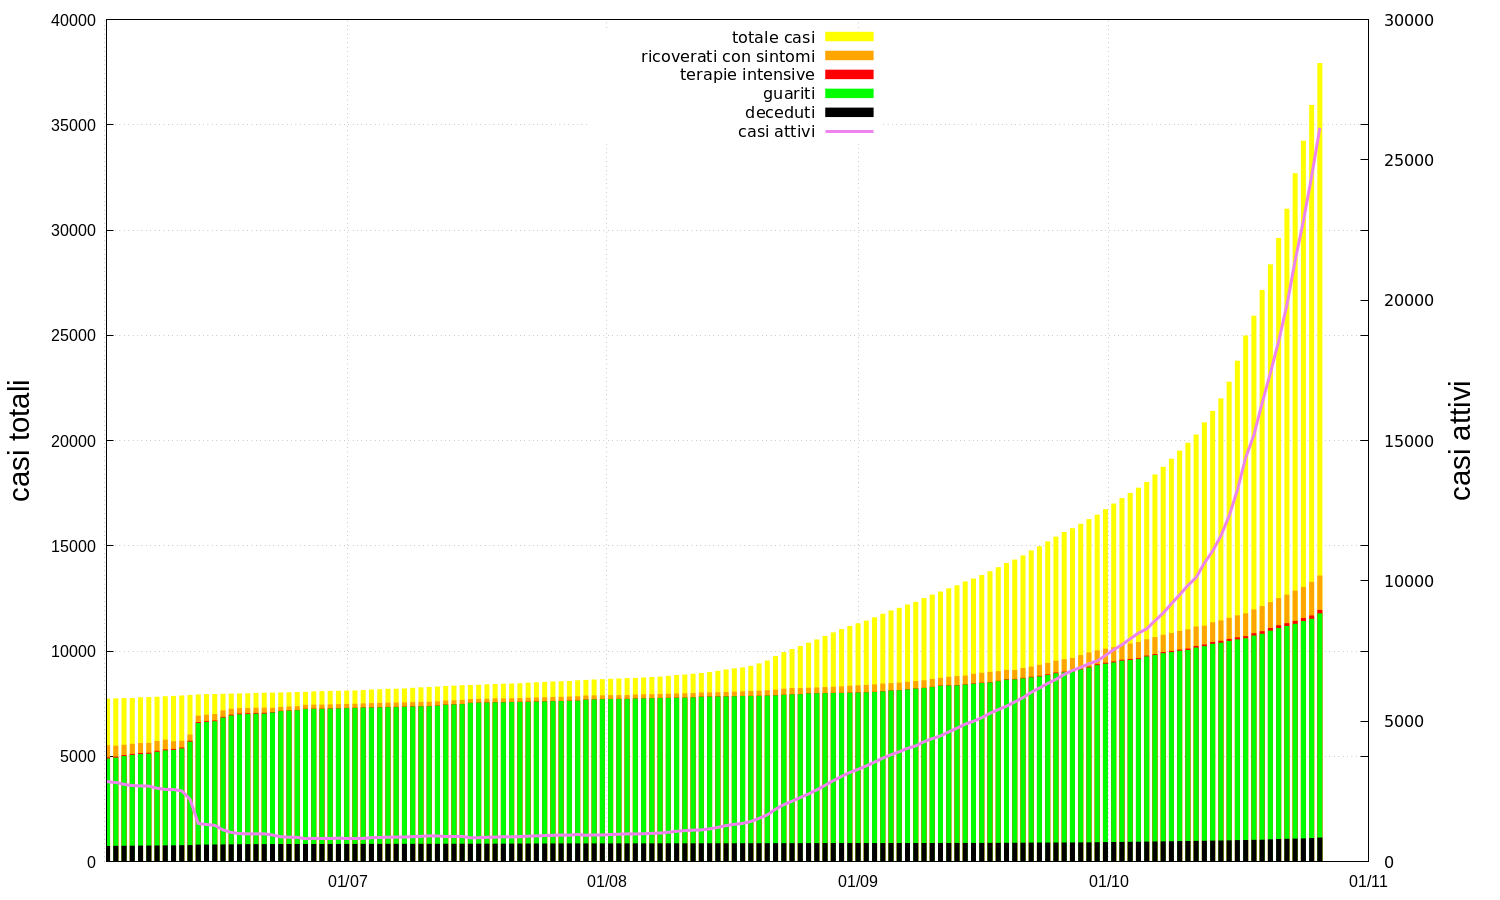 totale casi
ricoverati con sintomi
terapie intensive
guariti
deceduti
casi attivi
casi totali
40000
35000
30000
25000
20000
15000
10000
5000
0
30000
25000
20000
15000
10000
5000
0
casi attivi
01/07
01/08
01/09
01/10
01/11